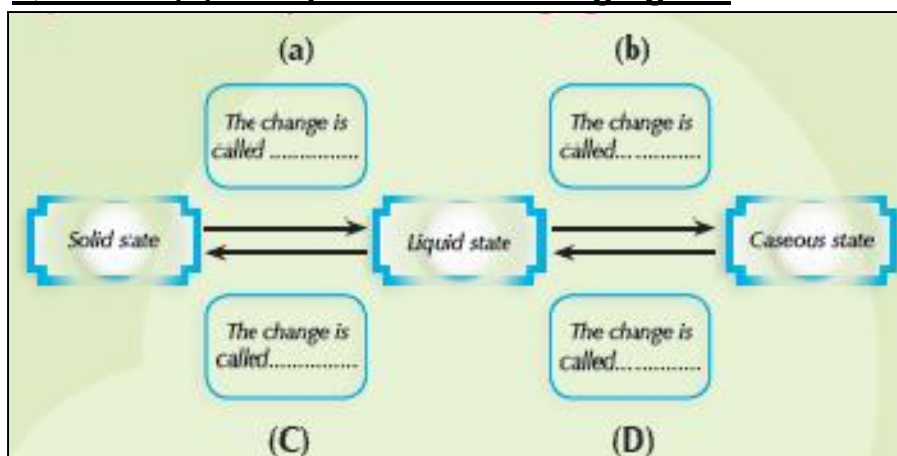 (a) (b)
The change is
called ................
The change is
called... .............
Solid state
Liquid state
Caseous state
The change is
called................
The change is
called... .............
(C) (D)